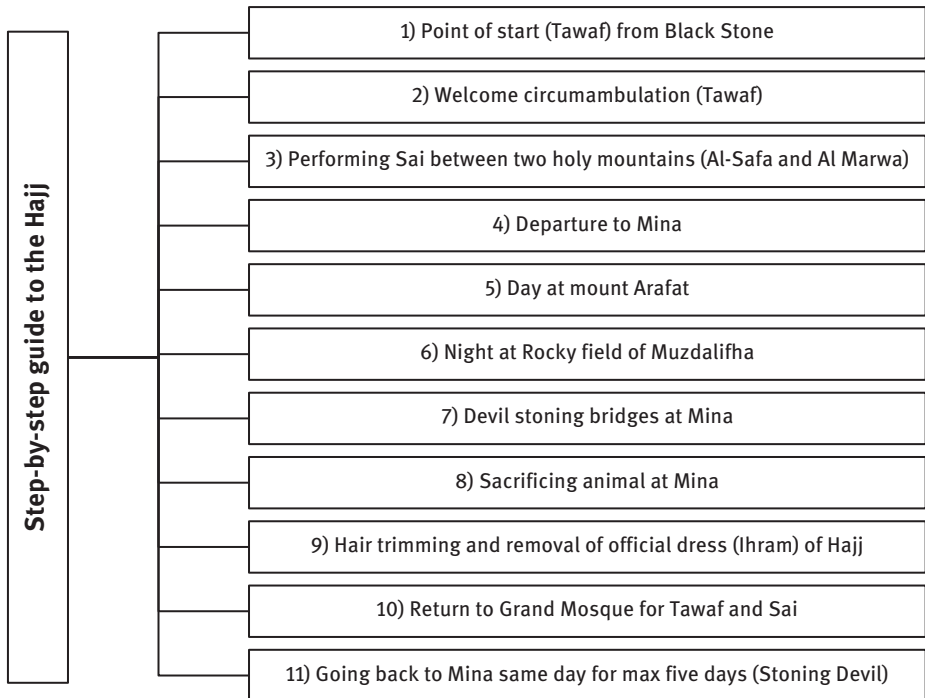 Step-by-step guide to the Hajj
1) Point of start (Tawaf) from Black Stone
2) Welcome circumambulation (Tawaf)
3) Performing Sai between two holy mountains (Al-Safa and Al Marwa)
4) Departure to Mina
5) Day at mount Arafat
6) Night at Rocky field of Muzdalifha
7) Devil stoning bridges at Mina
8) Sacrificing animal at Mina
9) Hair trimming and removal of official dress (Ihram) of Hajj
10) Return to Grand Mosque for Tawaf and Sai
11) Going back to Mina same day for max five days (Stoning Devil)